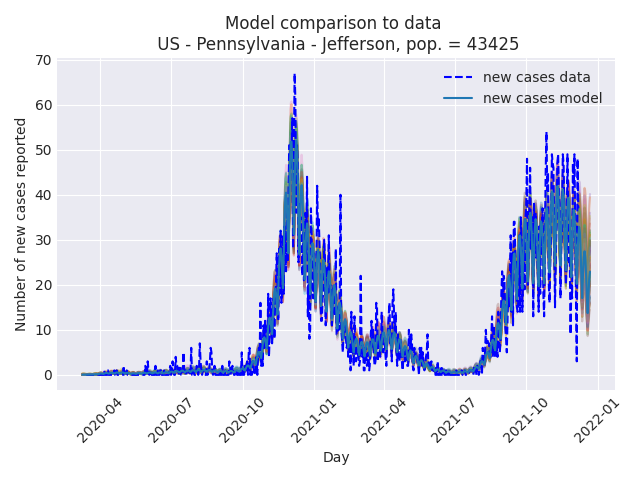 Model comparison to data
US - Pennsylvania - Jefferson, pop. = 43425
Number of new cases reported
70
60
50
40
30
20
10
0
new cases data
new cases model
2020-04
2020-07
2020-10
2021-01
2021-04
2021-07
2021-10
2022-01
Day